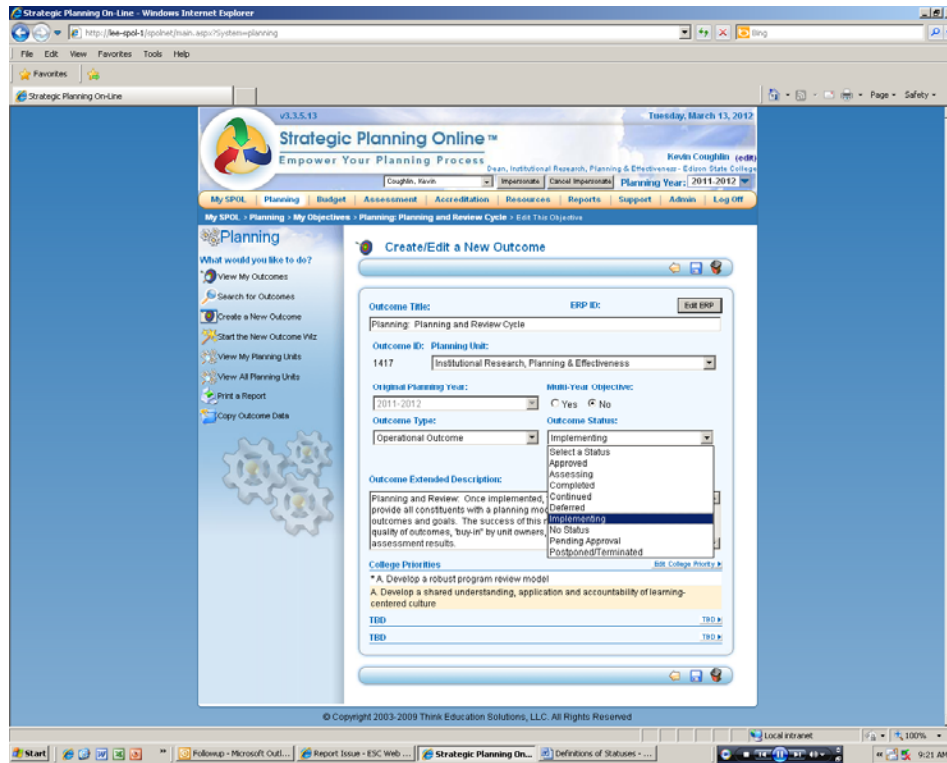 Strategic Planning On-Line - Windows Internet Explorer
http://lee-spol-1/spolnet/main.aspx?System=planning
Bing
File Edit View Favorites Tools Help
Favorites
Strategic Planning On-Line
Page Safety
v3.3.5.13
Tuesday, March 13, 2012
Strategic Planning Online ™
Empower Your Planning Process
Kevin Coughlin (edit)
Dean, Institutional Research, Planning & Effectiveness - Edison State College
Coughlin, Kevin Impersonate Cancel Impersonate Planning Year: 2011-2012
My SPOL | Planning | Budget | Assessment | Accreditation | Resources | Reports | Support | Admin | Log Off
My SPOL > Planning > My Objectives > Planning: Planning and Review Cycle > Edit This Objective
Planning
What would you like to do?
View My Outcomes
Search for Outcomes
Create a New Outcome
Start the New Outcome Wiz
View My Planning Units
View All Planning Units
Print a Report
Copy Outcome Data
Create/Edit a New Outcome
Outcome Title: ERP ID: Edit ERP
Planning: Planning and Review Cycle
Outcome ID: Planning Unit:
1417 Institutional Research, Planning & Effectiveness
Original Planning Year: Multi-Year Objective:
2011-2012 Yes No
Outcome Type: Outcome Status:
Operational Outcome Implementing
Select a Status
Approved
Assessing
Completed
Continued
Deferred
Implementing
No Status
Pending Approval
Postponed/Terminated
Outcome Extended Description:
Planning and Review: Once implemented,
provide all constituents with a planning mo
outcomes and goals. The success of this
quality of outcomes, "buy-in" by unit owners,
assessment results.
College Priorities Edit College Priority
* A. Develop a robust program review model
A. Develop a shared understanding, application and accountability of learning-
centered culture
TBD TBD
TBD TBD
© Copyright 2003-2009 Think Education Solutions, LLC. All Rights Reserved
Local intranet 100%
Start Followup - Microsoft Outl... Report Issue - ESC Web ... Strategic Planning On... Definitions of Statuses - ... 9:21 AM